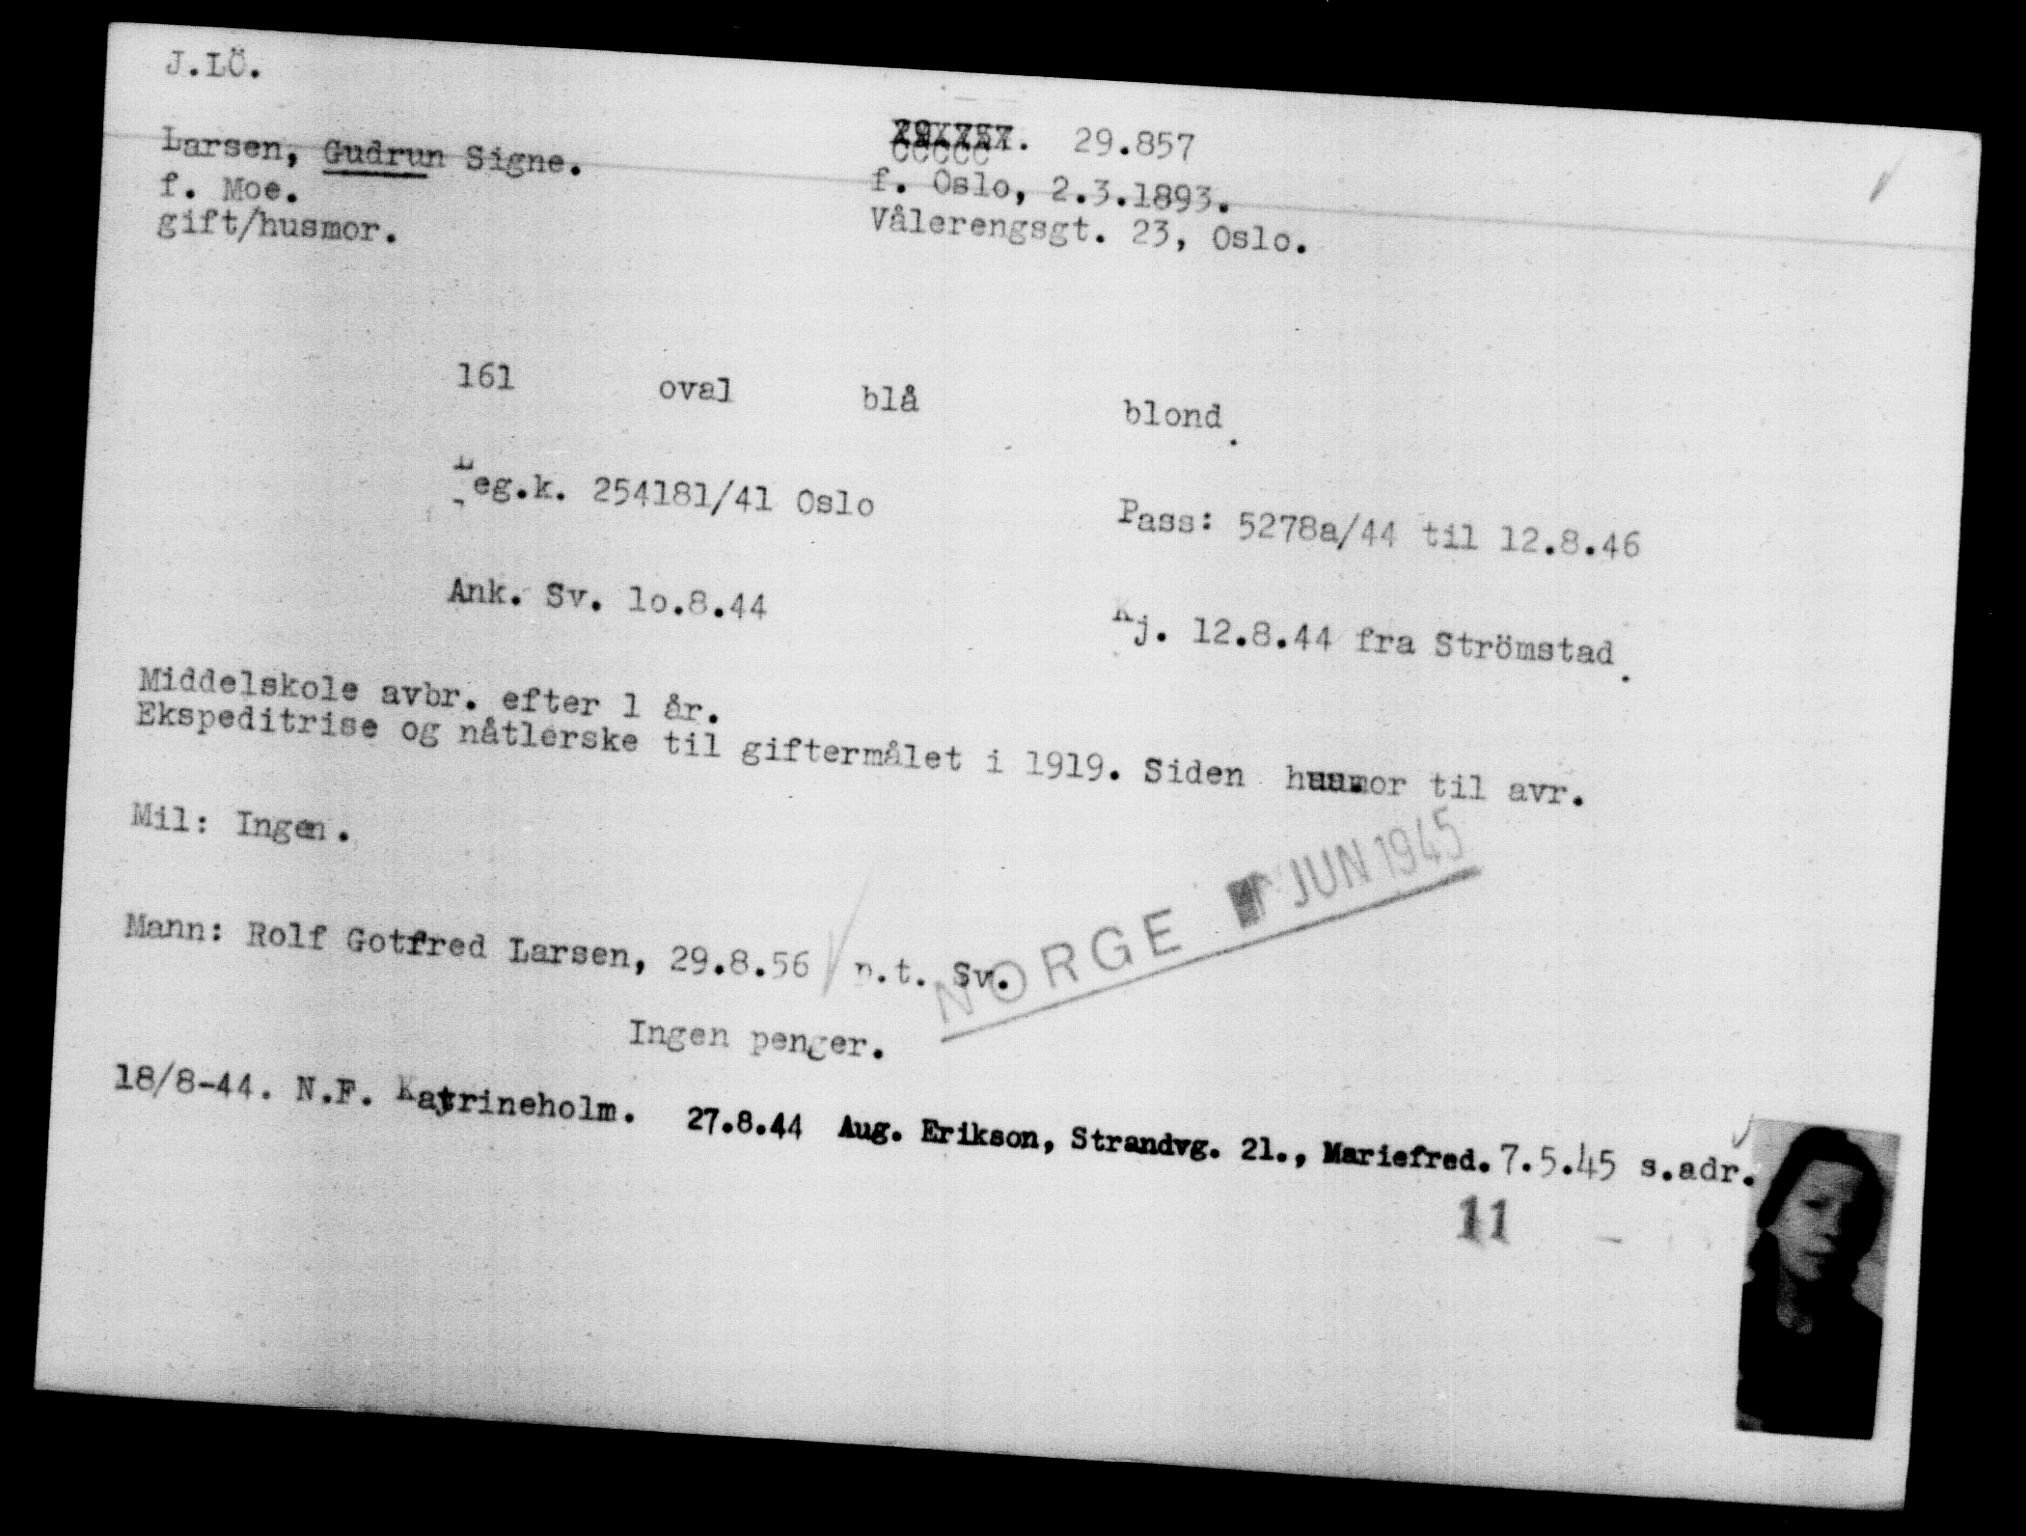 J.LÖ.
Larsen, Gudrun Signe.
29.857
f. Moe.
f. Oslo, 2.3.1893.
gift/husmor.
Vålerengsgt. 23, Oslo.
161 oval blå blond.
Leg.k. 254181/41 Oslo
Pass: 5278a/44 til 12.8.46
Ank. Sv. lo.8.44
Kj. 12.8.44 fra Strömstad.
Middelskole avbr. efter 1 år.
Ekspeditrise og nåtlerske til giftermålet i 1919. Siden husmor til avr.
Mil: Ingen.
NORGE JUN 1945
Mann: Rolf Gotfred Larsen, 29.8.56 n.t. Sv.
Ingen penger.
18/8-44. N.F. Katrineholm. 27.8.44 Aug. Erikson, Strandvg. 21., Mariefred. 7.5.45 s.adr.
11